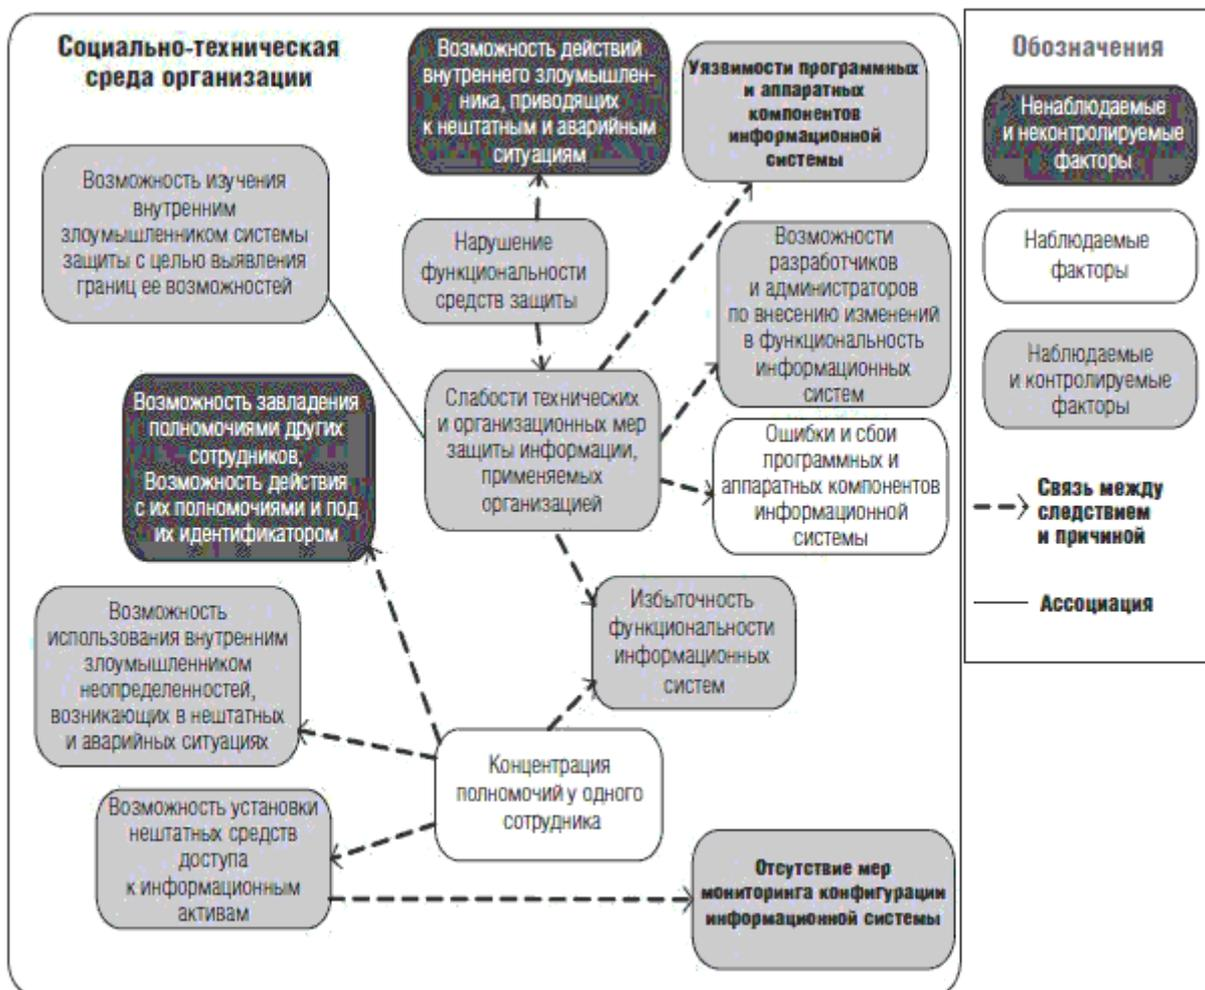 Социально-техническая
среда организации
Возможность действий
внутреннего злоумышлен-
ника, приводящих
к нештатным и аварийным
ситуациям
Уязвимости программных
и аппаратных
компонентов
информационной
системы
Возможность изучения
внутренним
злоумышленником системы
защиты с целью выявления
границ ее возможностей
Нарушение
функциональности
средств защиты
Возможности
разработчиков
и администраторов
по внесению изменений
в функциональность
информационных
систем
Возможность завладения
полномочиями других
сотрудников,
Возможность действия
с их полномочиями и под
их идентификатором
Слабости технических
и организационных мер
защиты информации,
применяемых
организацией
Ошибки и сбои
программных и
аппаратных компонентов
информационной
системы
Возможность
использования внутренним
злоумышленником
неопределенностей,
возникающих в нештатных
и аварийных ситуациях
Избыточность
функциональности
информационных
систем
Концентрация
полномочий у одного
сотрудника
Возможность установки
нештатных средств
доступа
к информационным
активам
Отсутствие мер
мониторинга конфигурации
информационной системы
Обозначения
Ненаблюдаемые
и неконтролируемые
факторы
Наблюдаемые
факторы
Наблюдаемые
и контролируемые
факторы
Связь между
следствием
и причиной
Ассоциация